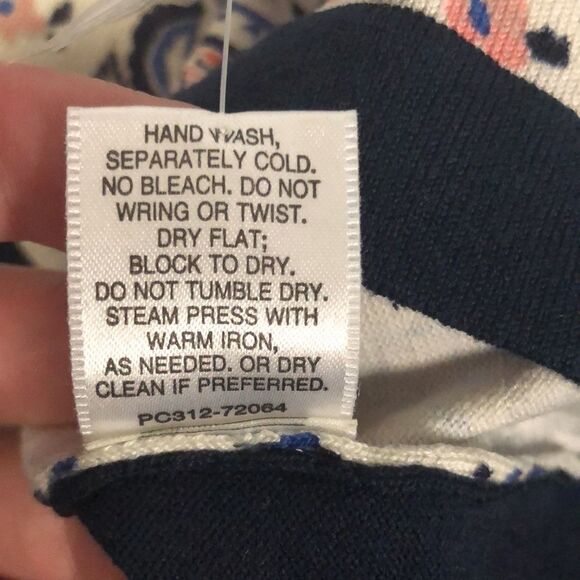 HAND WASH,
SEPARATELY COLD.
NO BLEACH. DO NOT
WRING OR TWIST.
DRY FLAT;
BLOCK TO DRY.
DO NOT TUMBLE DRY.
STEAM PRESS WITH
WARM IRON,
AS NEEDED. OR DRY
CLEAN IF PREFERRED.
PC312-72064